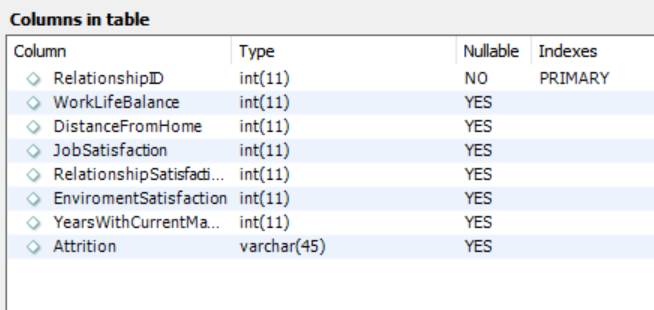 Columns in table
Column Type Nullable Indexes
RelationshipID int(11) NO PRIMARY
WorkLifeBalance int(11) YES
DistanceFromHome int(11) YES
JobSatisfaction int(11) YES
RelationshipSatisfacti... int(11) YES
EnviromentSatisfaction int(11) YES
YearsWithCurrentMa... int(11) YES
Attrition varchar(45) YES